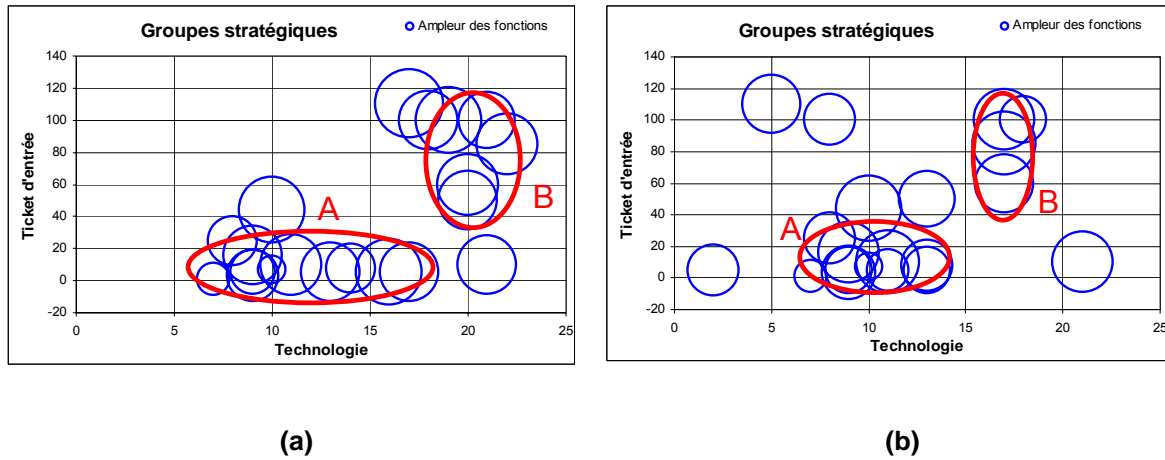 Groupes stratégiques
Ampleur des fonctions
140
120
100
80
60
40
20
0
-20
0 5 10 15 20 25
Ticket d'entrée
Technologie
A
B
(a)
Groupes stratégiques
Ampleur des fonctions
140
120
100
80
60
40
20
0
-20
0 5 10 15 20 25
Ticket d'entrée
Technologie
A
B
(b)